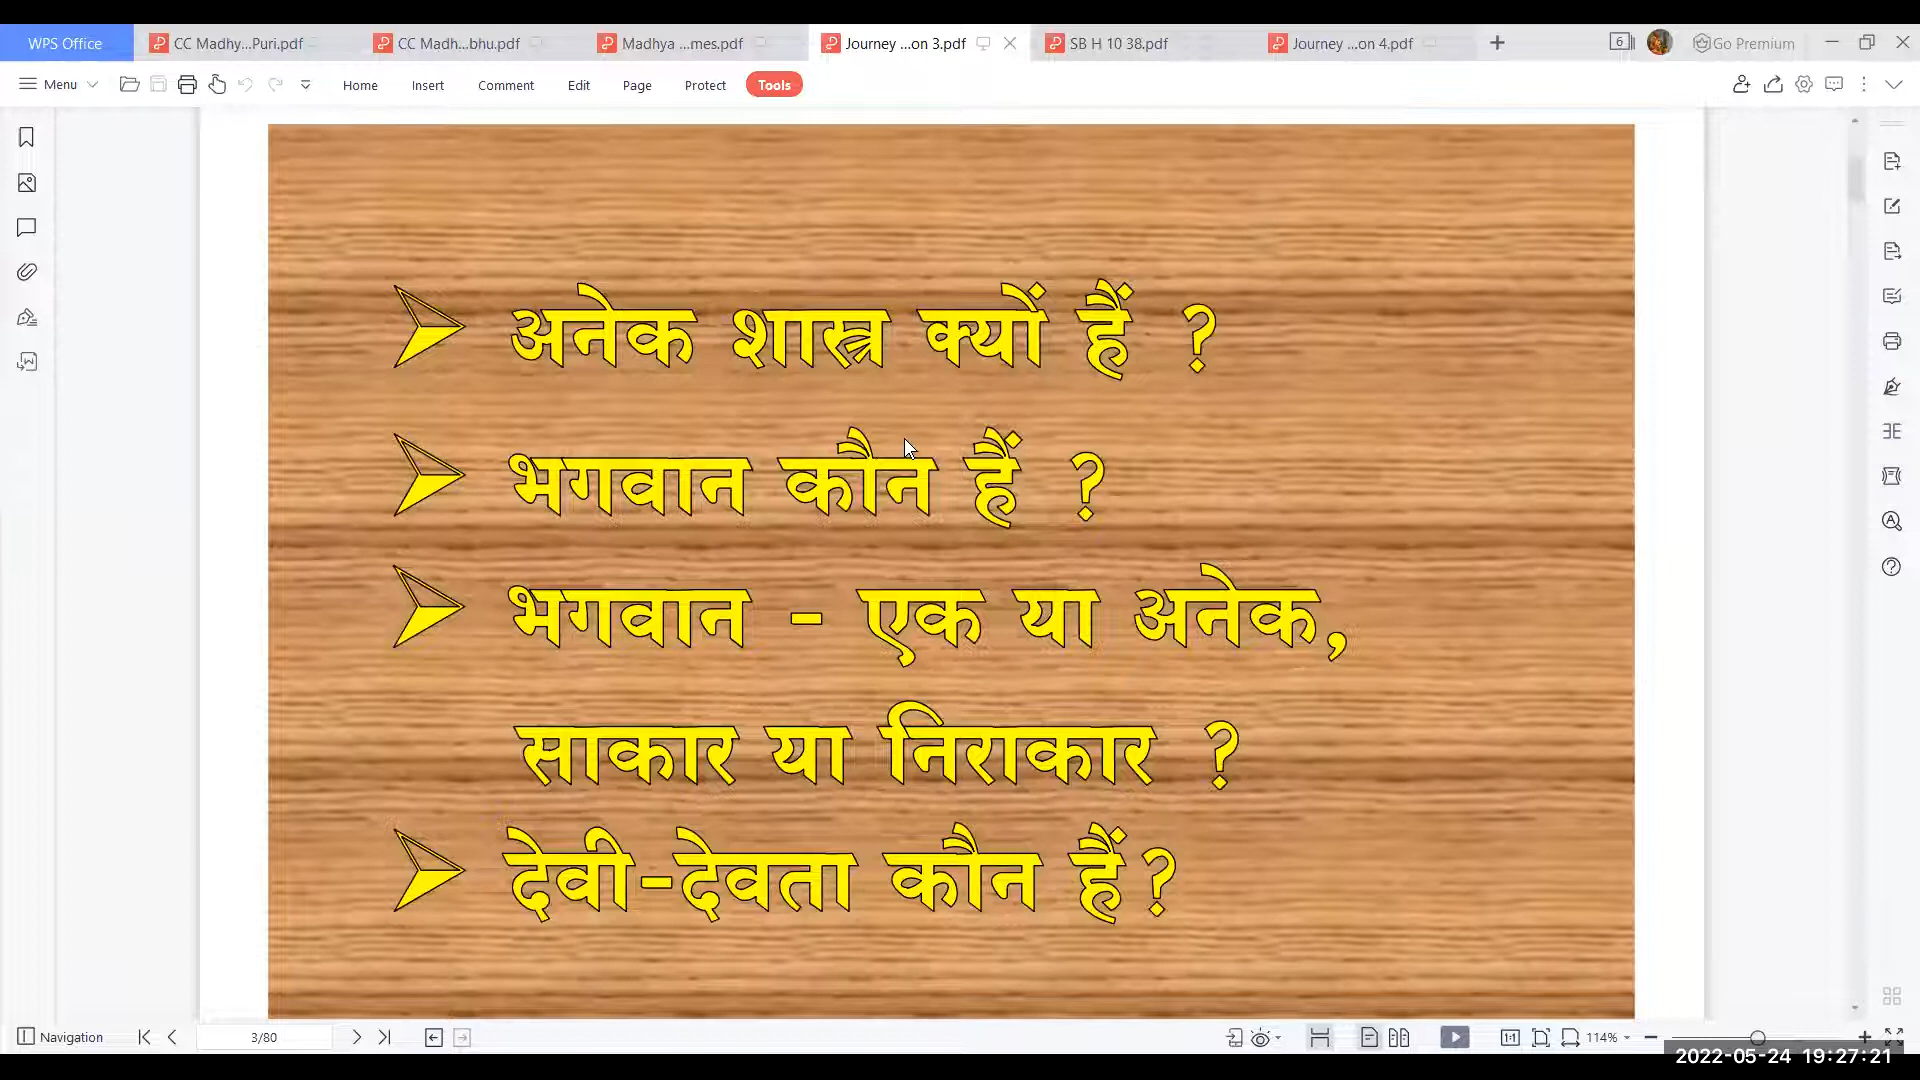 WPS Office
CC Madhy...Puri.pdf
CC Madh...bhu.pdf
Madhya ...mes.pdf
Journey ...on 3.pdf
SB H 10 38.pdf
Journey ...on 4.pdf
6
Go Premium
Menu
Home
Insert
Comment
Edit
Page
Protect
Tools
अनेक शास्त्र क्यों हैं ?
भगवान कौन हैं ?
भगवान - एक या अनेक,
साकार या निराकार ?
देवी-देवता कौन हैं?
Navigation
3/80
114%
2022-05-24 19:27:21